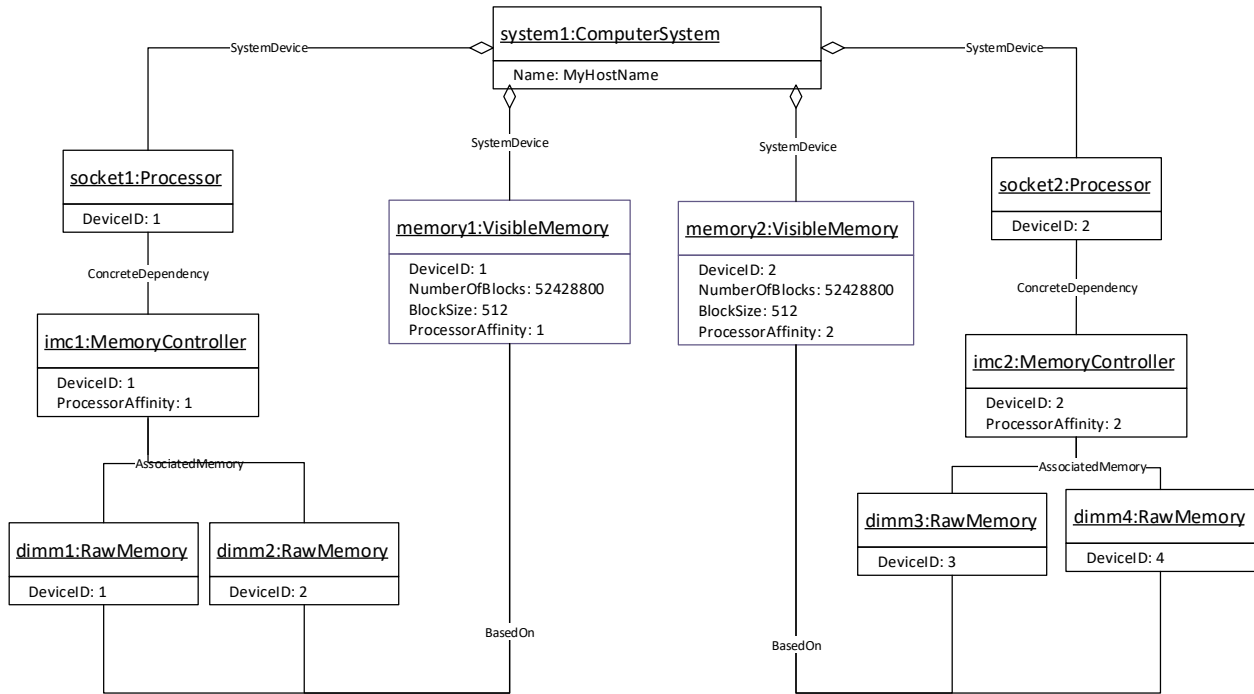 system1:ComputerSystem
Name: MyHostName
SystemDevice
SystemDevice
SystemDevice
SystemDevice
socket1:Processor
DeviceID: 1
socket2:Processor
DeviceID: 2
memory1:VisibleMemory
DeviceID: 1
NumberOfBlocks: 52428800
BlockSize: 512
ProcessorAffinity: 1
memory2:VisibleMemory
DeviceID: 2
NumberOfBlocks: 52428800
BlockSize: 512
ProcessorAffinity: 2
ConcreteDependency
ConcreteDependency
imc1:MemoryController
DeviceID: 1
ProcessorAffinity: 1
imc2:MemoryController
DeviceID: 2
ProcessorAffinity: 2
AssociatedMemory
AssociatedMemory
dimm1:RawMemory
DeviceID: 1
dimm2:RawMemory
DeviceID: 2
dimm3:RawMemory
DeviceID: 3
dimm4:RawMemory
DeviceID: 4
BasedOn
BasedOn